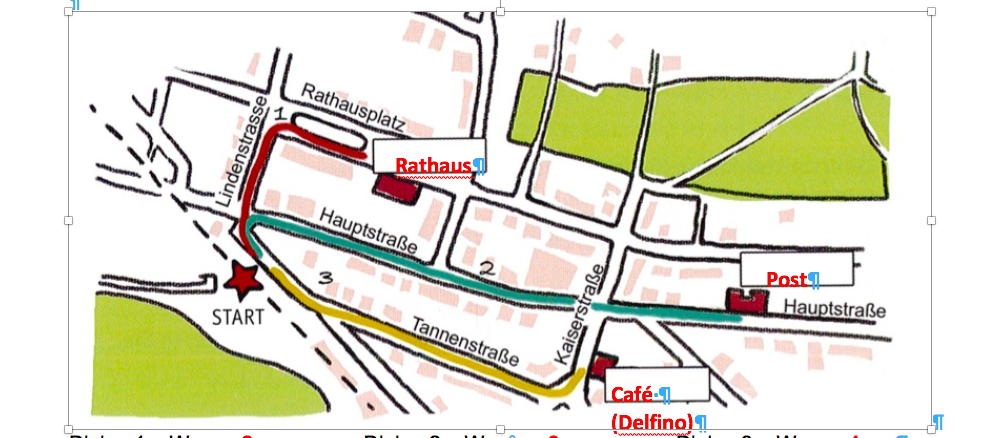 Rathausplatz
1
Lindenstrasse
Rathaus
Hauptstraße
2
3
Post
Hauptstraße
START
Tannenstraße
Kaiserstraße
Café
(Delfino)